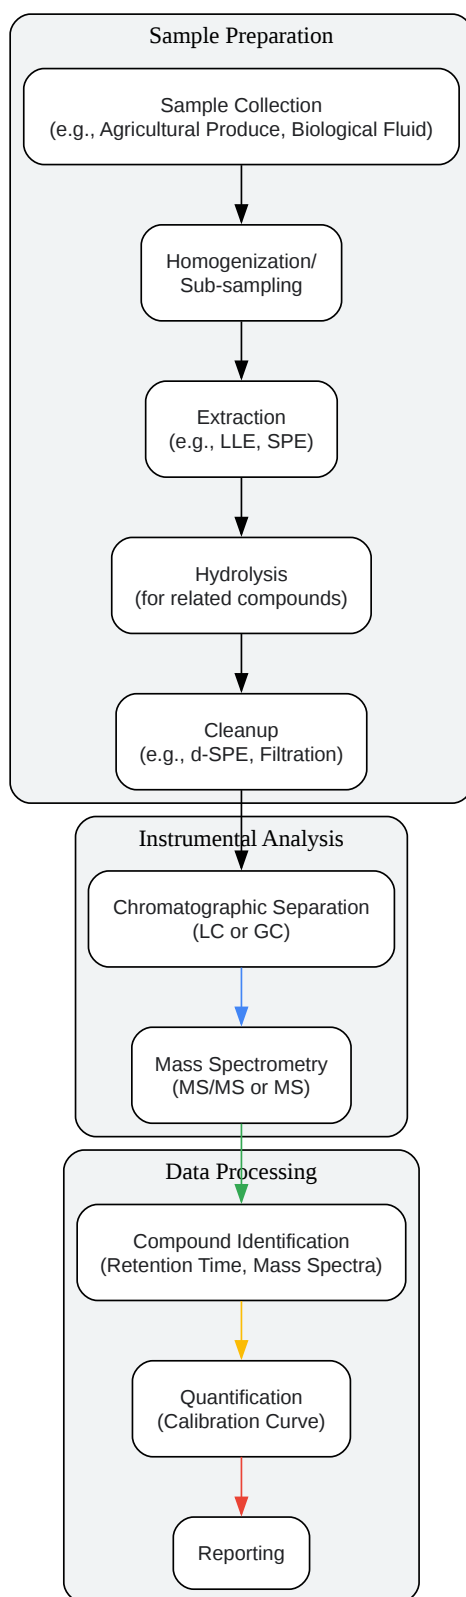 Sample Preparation
Sample Collection
(e.g., Agricultural Produce, Biological Fluid)
Homogenization/
Sub-sampling
Extraction
(e.g., LLE, SPE)
Hydrolysis
(for related compounds)
Cleanup
(e.g., d-SPE, Filtration)
Instrumental Analysis
Chromatographic Separation
(LC or GC)
Mass Spectrometry
(MS/MS or MS)
Data Processing
Compound Identification
(Retention Time, Mass Spectra)
Quantification
(Calibration Curve)
Reporting